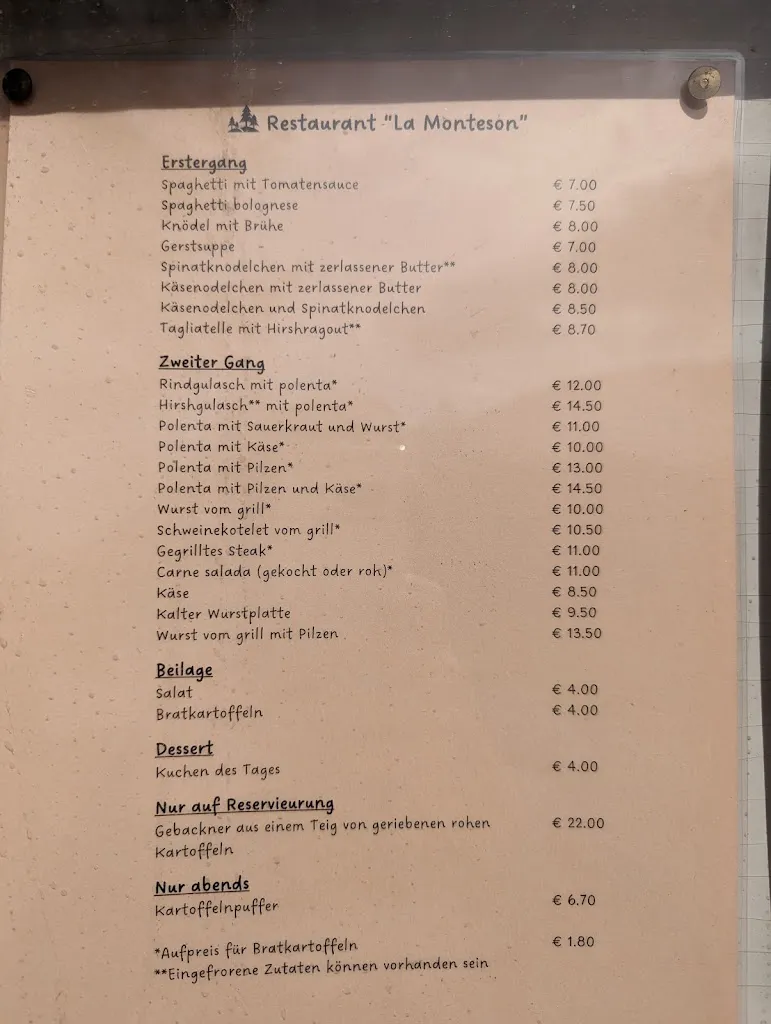 Restaurant "La Monteson"
Erstergang
Spaghetti mit Tomatensauce € 7.00
Spaghetti bolognese € 7.50
Knödel mit Brühe € 8.00
Gerstsuppe € 7.00
Spinatknodelchen mit zerlassener Butter** € 8.00
Käsenodelchen mit zerlassener Butter € 8.00
Käsenodelchen und Spinatknodelchen € 8.50
Tagliatelle mit Hirshragout** € 8.70
Zweiter Gang
Rindgulasch mit polenta* € 12.00
Hirshgulasch** mit polenta* € 14.50
Polenta mit Sauerkraut und Wurst* € 11.00
Polenta mit Käse* € 10.00
Polenta mit Pilzen* € 13.00
Polenta mit Pilzen und Käse* € 14.50
Wurst vom grill* € 10.00
Schweinekotelet vom grill* € 10.50
Gegrilltes Steak* € 11.00
Carne salada (gekocht oder roh)* € 11.00
Käse € 8.50
Kalter Wurstplatte € 9.50
Wurst vom grill mit Pilzen € 13.50
Beilage
Salat € 4.00
Bratkartoffeln € 4.00
Dessert
Kuchen des Tages € 4.00
Nur auf Reservieurung
Gebackner aus einem Teig von geriebenen rohen € 22.00
Kartoffeln
Nur abends
Kartoffelnpuffer € 6.70
*Aufpreis für Bratkartoffeln € 1.80
**Eingefrorene Zutaten können vorhanden sein